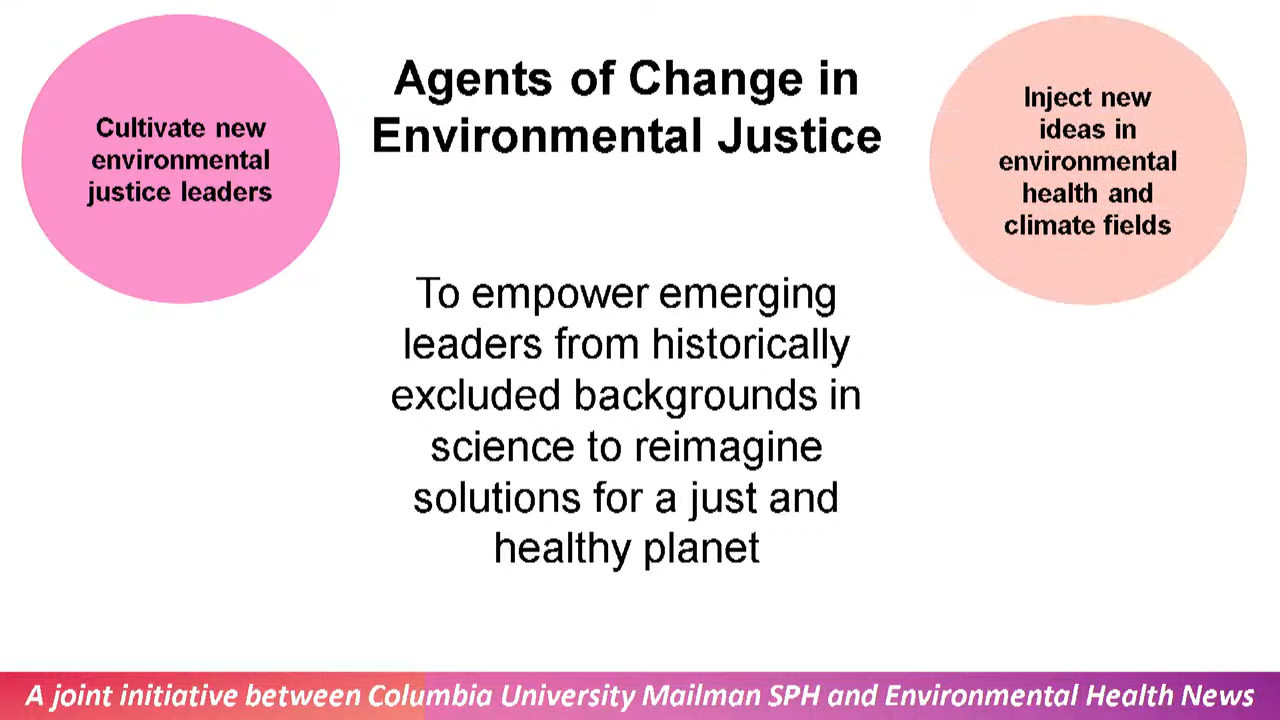 Agents of Change in
Environmental Justice
Cultivate new
environmental
justice leaders
Inject new
ideas in
environmental
health and
climate fields
To empower emerging
leaders from historically
excluded backgrounds in
science to reimagine
solutions for a just and
healthy planet
A joint initiative between Columbia University Mailman SPH and Environmental Health News